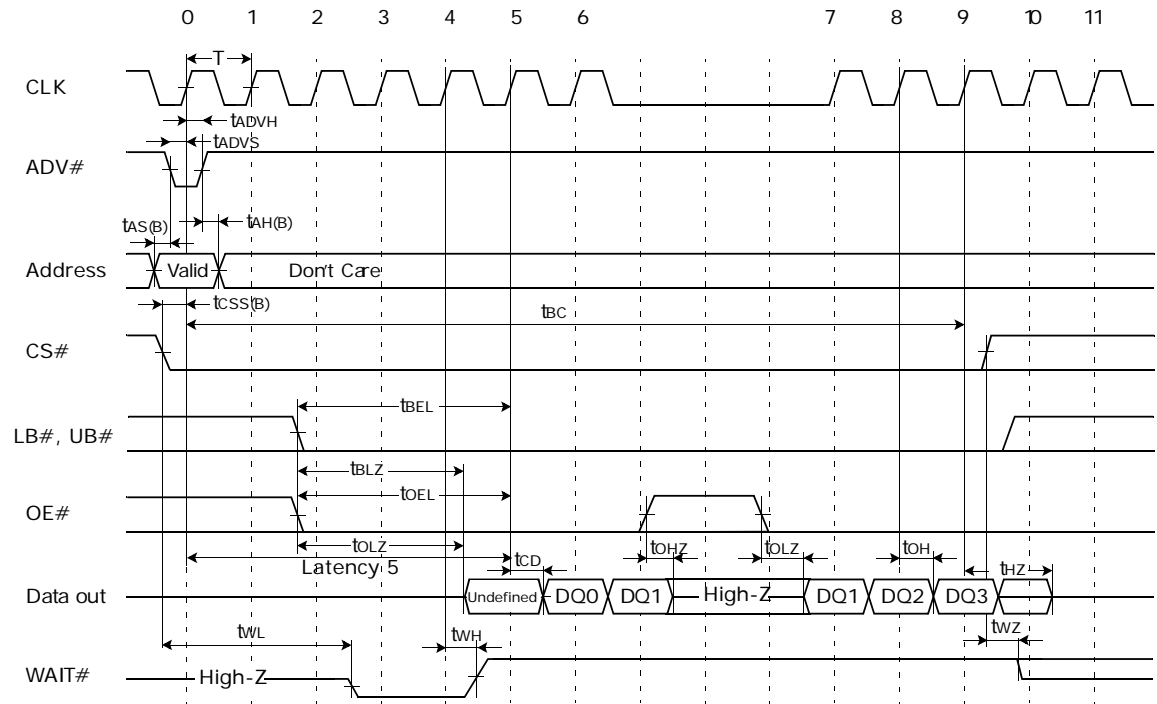 0 1 2 3 4 5 6 7 8 9 10 11
T
CLK
tADVH
tADVS
ADV#
tAS(B) tAH(B)
Address Valid Don't Care
tCSS(B)
tBC
CS#
tBEL
LB#, UB#
tBLZ
tOEL
OE#
tOLZ tOHZ tOLZ tOH
tCD
Latency 5 tHZ
Data out Undefined DQ0 DQ1 High-Z DQ1 DQ2 DQ3
tWL tWH tWZ
WAIT# High-Z